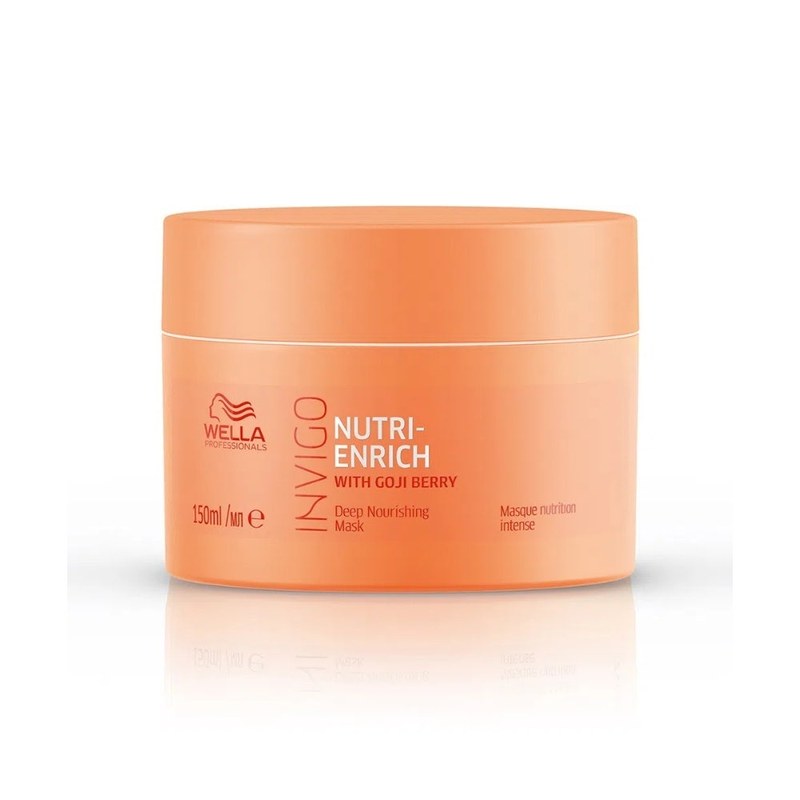 WELLA
PROFESSIONALS
150ml /мл e
INVIGO
NUTRI-
ENRICH
WITH GOJI BERRY
Deep Nourishing
Mask
Masque nutrition
intense